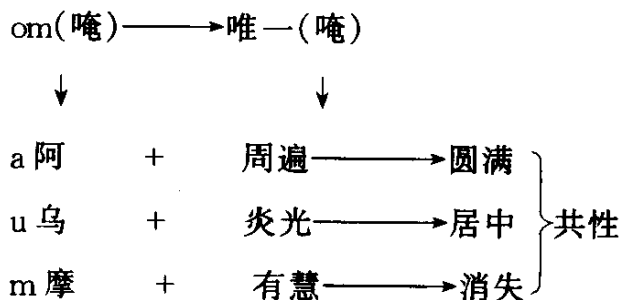 om(唵)⟶唯一(唵)
↓ ↓
a 阿 + 周遍⟶圆满
u 乌 + 炎光⟶居中 }共性
m 摩 + 有慧⟶消失